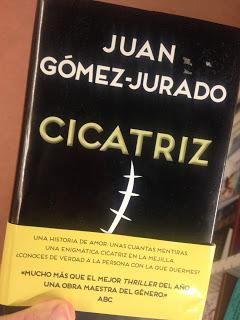 JUAN
GÓMEZ-JURADO
CICATRIZ
UNA HISTORIA DE AMOR. UNAS CUANTAS MENTIRAS.
UNA ENIGMÁTICA CICATRIZ EN LA MEJILLA.
¿CONOCES DE VERDAD A LA PERSONA CON LA QUE DUERMES?
«MUCHO MÁS QUE EL MEJOR THRILLER DEL AÑO.
UNA OBRA MAESTRA DEL GÉNERO»
ABC